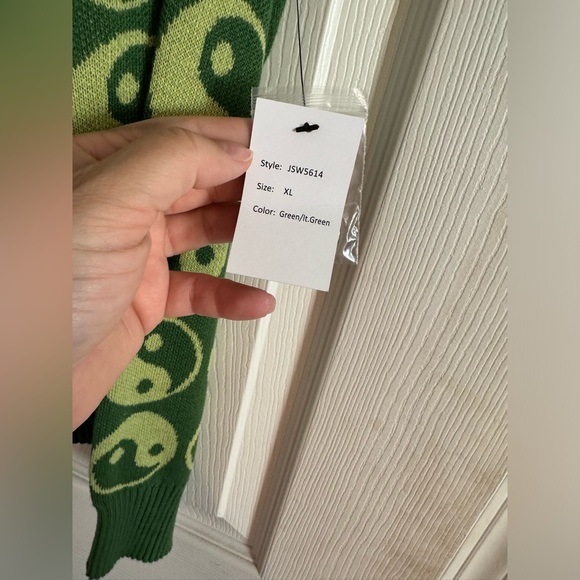 Style: JSW5614
Size: XL
Color: Green/lt.Green